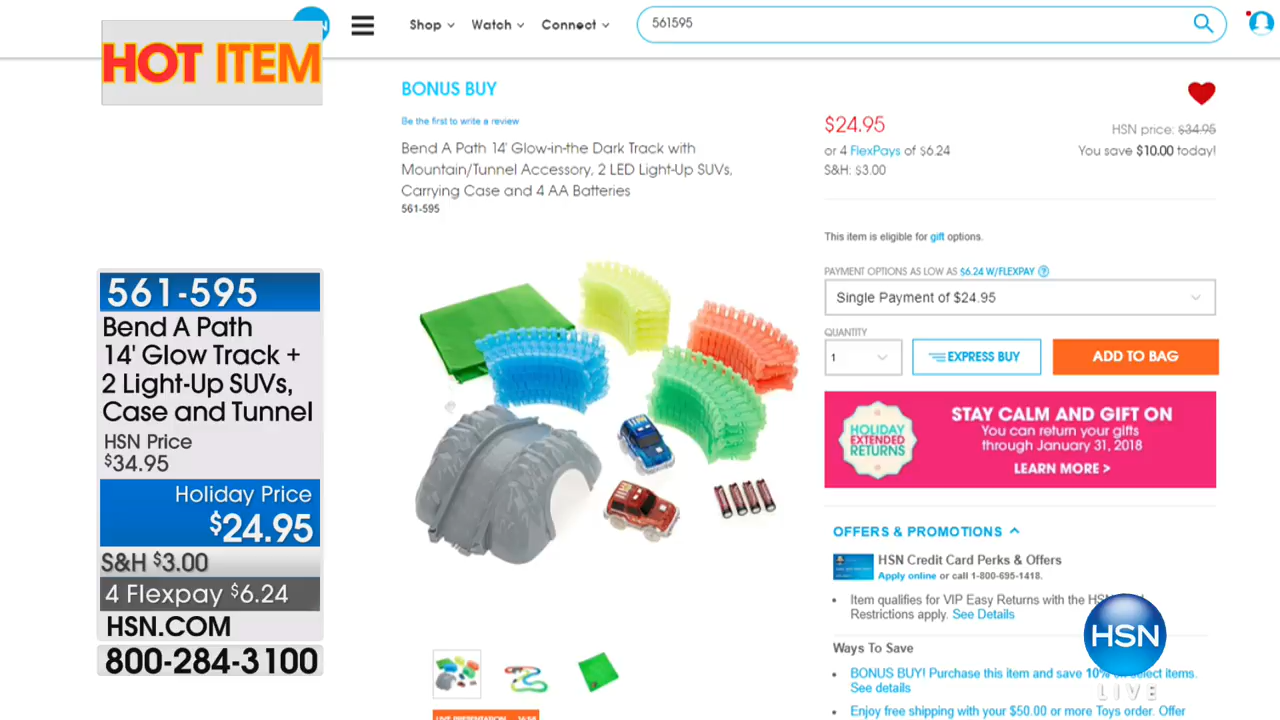 HOT ITEM
Shop
Watch
Connect
561595
BONUS BUY
Be the first to write a review
Bend A Path 14' Glow-in-the Dark Track with
Mountain/Tunnel Accessory, 2 LED Light-Up SUVs,
Carrying Case and 4 AA Batteries
561-595
$24.95
HSN price: $34.95
or 4 FlexPays of $6.24
You save $10.00 today!
S&H: $3.00
This item is eligible for gift options.
PAYMENT OPTIONS AS LOW AS $6.24 W/FLEXPAY ?
Single Payment of $24.95
QUANTITY
1
EXPRESS BUY
ADD TO BAG
HOLIDAY
EXTENDED
RETURNS
STAY CALM AND GIFT ON
You can return your gifts
through January 31, 2018
LEARN MORE >
OFFERS & PROMOTIONS
HSN Credit Card Perks & Offers
Apply online or call 1-800-695-1418.
Item qualifies for VIP Easy Returns with the
Restrictions apply. See Details
Ways To Save
BONUS BUY! Purchase this item and save 10% select items.
See details
Enjoy free shipping with your $50.00 or more Toys order. Offer
561-595
Bend A Path
14' Glow Track +
2 Light-Up SUVs,
Case and Tunnel
HSN Price
$34.95
Holiday Price
$24.95
S&H $3.00
4 Flexpay $6.24
HSN.COM
800-284-3100
HSN
LIVE